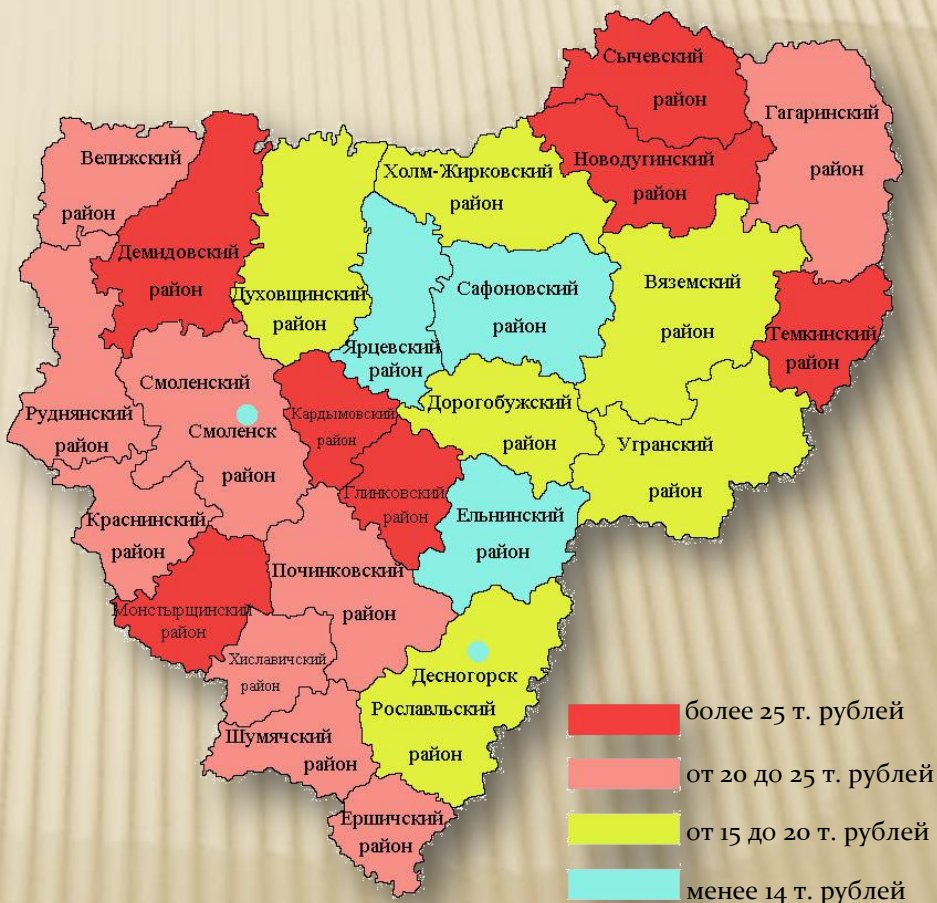 Сычевский
район
Гагаринский
район
Новодугинский
район
Велижский
район
Холм-Жирковский
район
Демидовский
район
Духовщинский
район
Сафоновский
район
Вяземский
район
Ярцевский
район
Темкинский
район
Смоленский
Смоленск
район
Руднянский
район
Кардымовский
район
Дорогобужский
район
Угранский
район
Глинковский
район
Ельнинский
район
Краснинский
район
Починковский
район
Монстырщинский
район
Хиславичский
район
Десногорск
Рославльский
район
Шумячский
район
Ершичский
район
более 25 т. рублей
от 20 до 25 т. рублей
от 15 до 20 т. рублей
менее 14 т. рублей